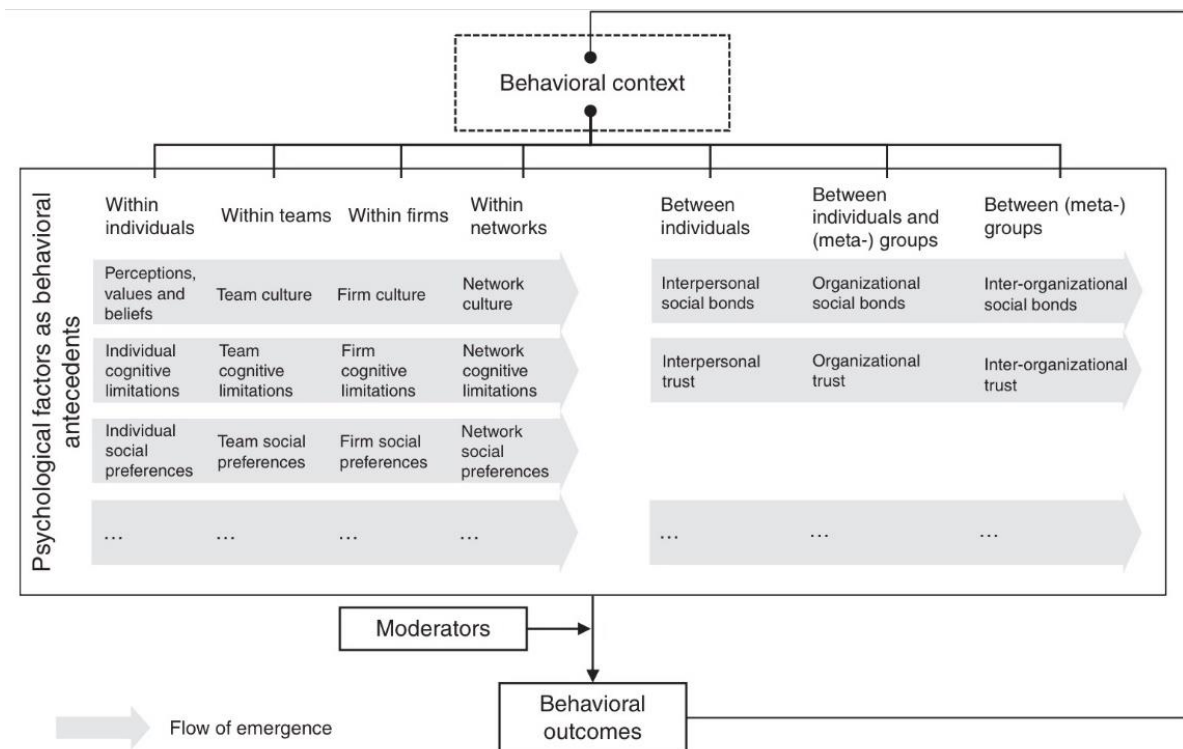 Behavioral context
Psychological factors as behavioral
antecedents
Within
individuals
Within teams
Within firms
Within
networks
Between
individuals
Between
individuals and
(meta-) groups
Between (meta-)
groups
Perceptions,
values and
beliefs
Team culture
Firm culture
Network
culture
Interpersonal
social bonds
Organizational
social bonds
Inter-organizational
social bonds
Individual
cognitive
limitations
Team
cognitive
limitations
Firm
cognitive
limitations
Network
cognitive
limitations
Interpersonal
trust
Organizational
trust
Inter-organizational
trust
Individual
social
preferences
Team social
preferences
Firm social
preferences
Network
social
preferences
...
...
...
...
...
...
...
Moderators
Behavioral
outcomes
Flow of emergence